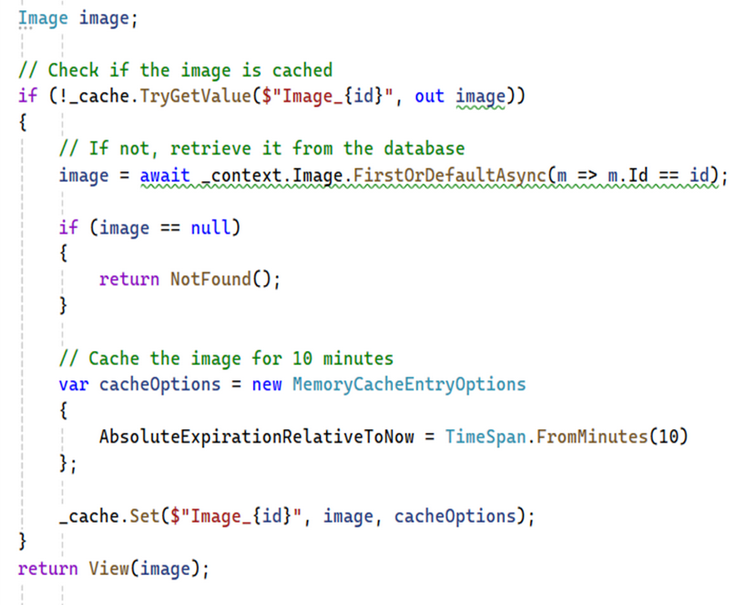 Image image;
// Check if the image is cached
if (!_cache.TryGetValue($"Image_{id}", out image))
{
// If not, retrieve it from the database
image = await _context.Image.FirstOrDefaultAsync(m => m.Id == id);
if (image == null)
{
return NotFound();
}
// Cache the image for 10 minutes
var cacheOptions = new MemoryCacheEntryOptions
{
AbsoluteExpirationRelativeToNow = TimeSpan.FromMinutes(10)
};
_cache.Set($"Image_{id}", image, cacheOptions);
}
return View(image);